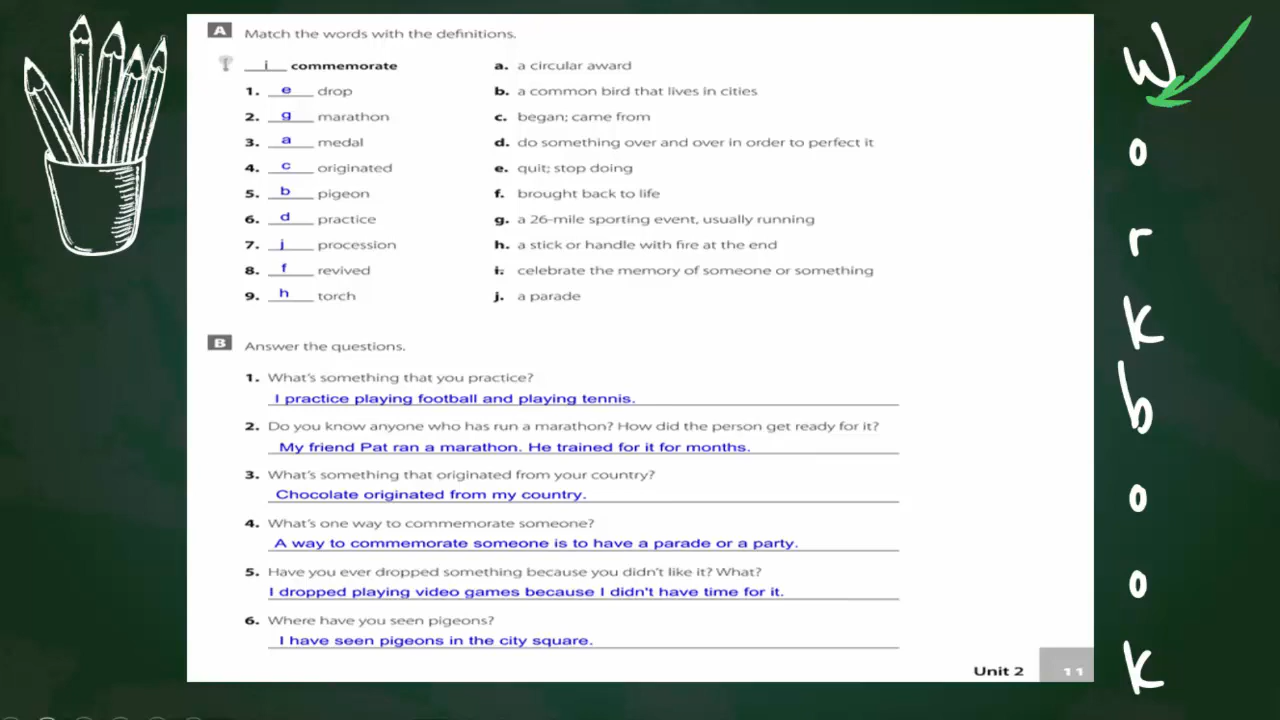 A Match the words with the definitions.
i commemorate
1. e drop
2. g marathon
3. a medal
4. c originated
5. b pigeon
6. d practice
7. j procession
8. f revived
9. h torch
a. a circular award
b. a common bird that lives in cities
c. began; came from
d. do something over and over in order to perfect it
e. quit; stop doing
f. brought back to life
g. a 26-mile sporting event, usually running
h. a stick or handle with fire at the end
i. celebrate the memory of someone or something
j. a parade
B Answer the questions.
1. What's something that you practice?
I practice playing football and playing tennis.
2. Do you know anyone who has run a marathon? How did the person get ready for it?
My friend Pat ran a marathon. He trained for it for months.
3. What's something that originated from your country?
Chocolate originated from my country.
4. What's one way to commemorate someone?
A way to commemorate someone is to have a parade or a party.
5. Have you ever dropped something because you didn't like it? What?
I dropped playing video games because I didn't have time for it.
6. Where have you seen pigeons?
I have seen pigeons in the city square.
Unit 2 11
Workbook